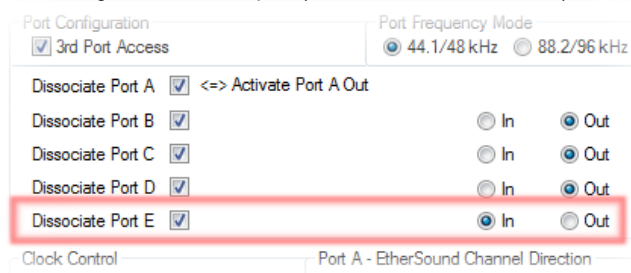 Port Configuration Port Frequency Mode
3rd Port Access 44.1/48 kHz 88.2/96 kHz
Dissociate Port A <=> Activate Port A Out
Dissociate Port B In Out
Dissociate Port C In Out
Dissociate Port D In Out
Dissociate Port E In Out
Clock Control Port A - EtherSound Channel Direction